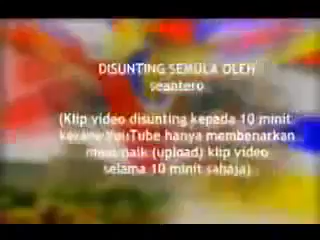 DISUNTING SEMULA OLEH
seantero
(Klip video disunting kepada 10 minit
kerana YouTube hanya membenarkan
muat naik (upload) klip video
selama 10 minit sahaja)